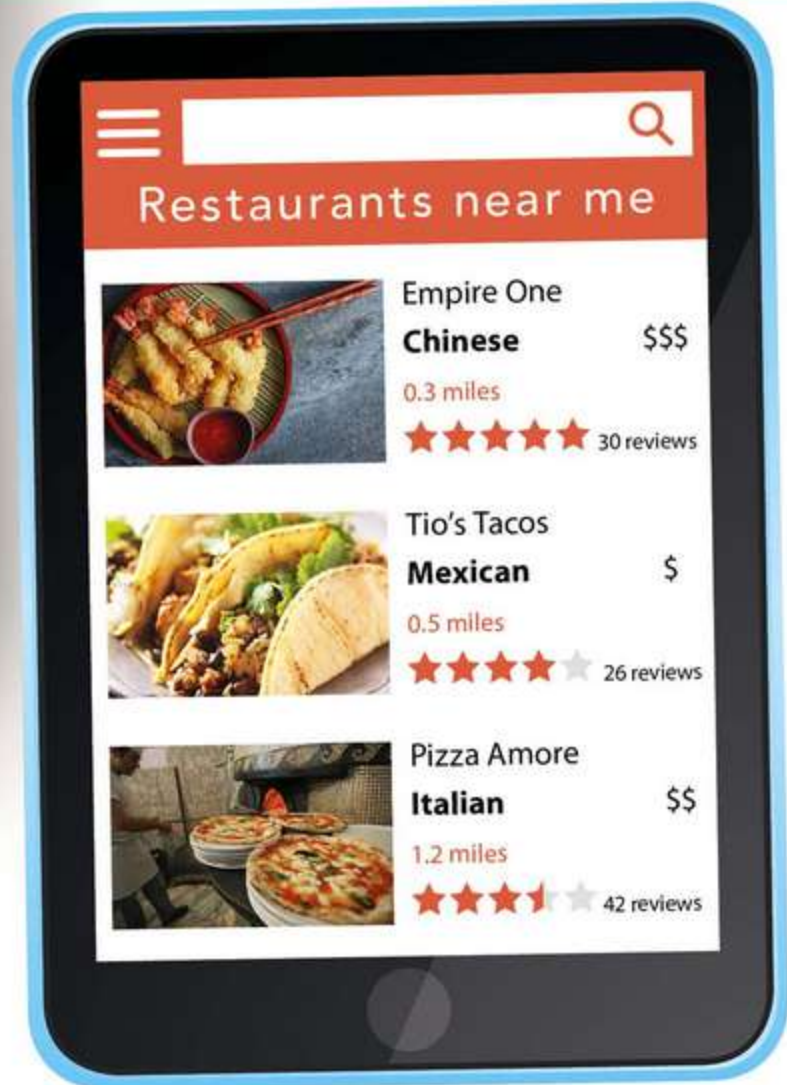 Restaurants near me
Empire One
Chinese $$$
0.3 miles
30 reviews
Tio's Tacos
Mexican $
0.5 miles
26 reviews
Pizza Amore
Italian $$
1.2 miles
42 reviews